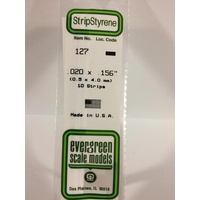 StripStyrene
Item No. Loc. Code
127
.020 x .156"
(0.5 x 4.0 mm)
10 Strips
Made in U.S.A.
evergreen
scale models
Des Plaines, IL 60018